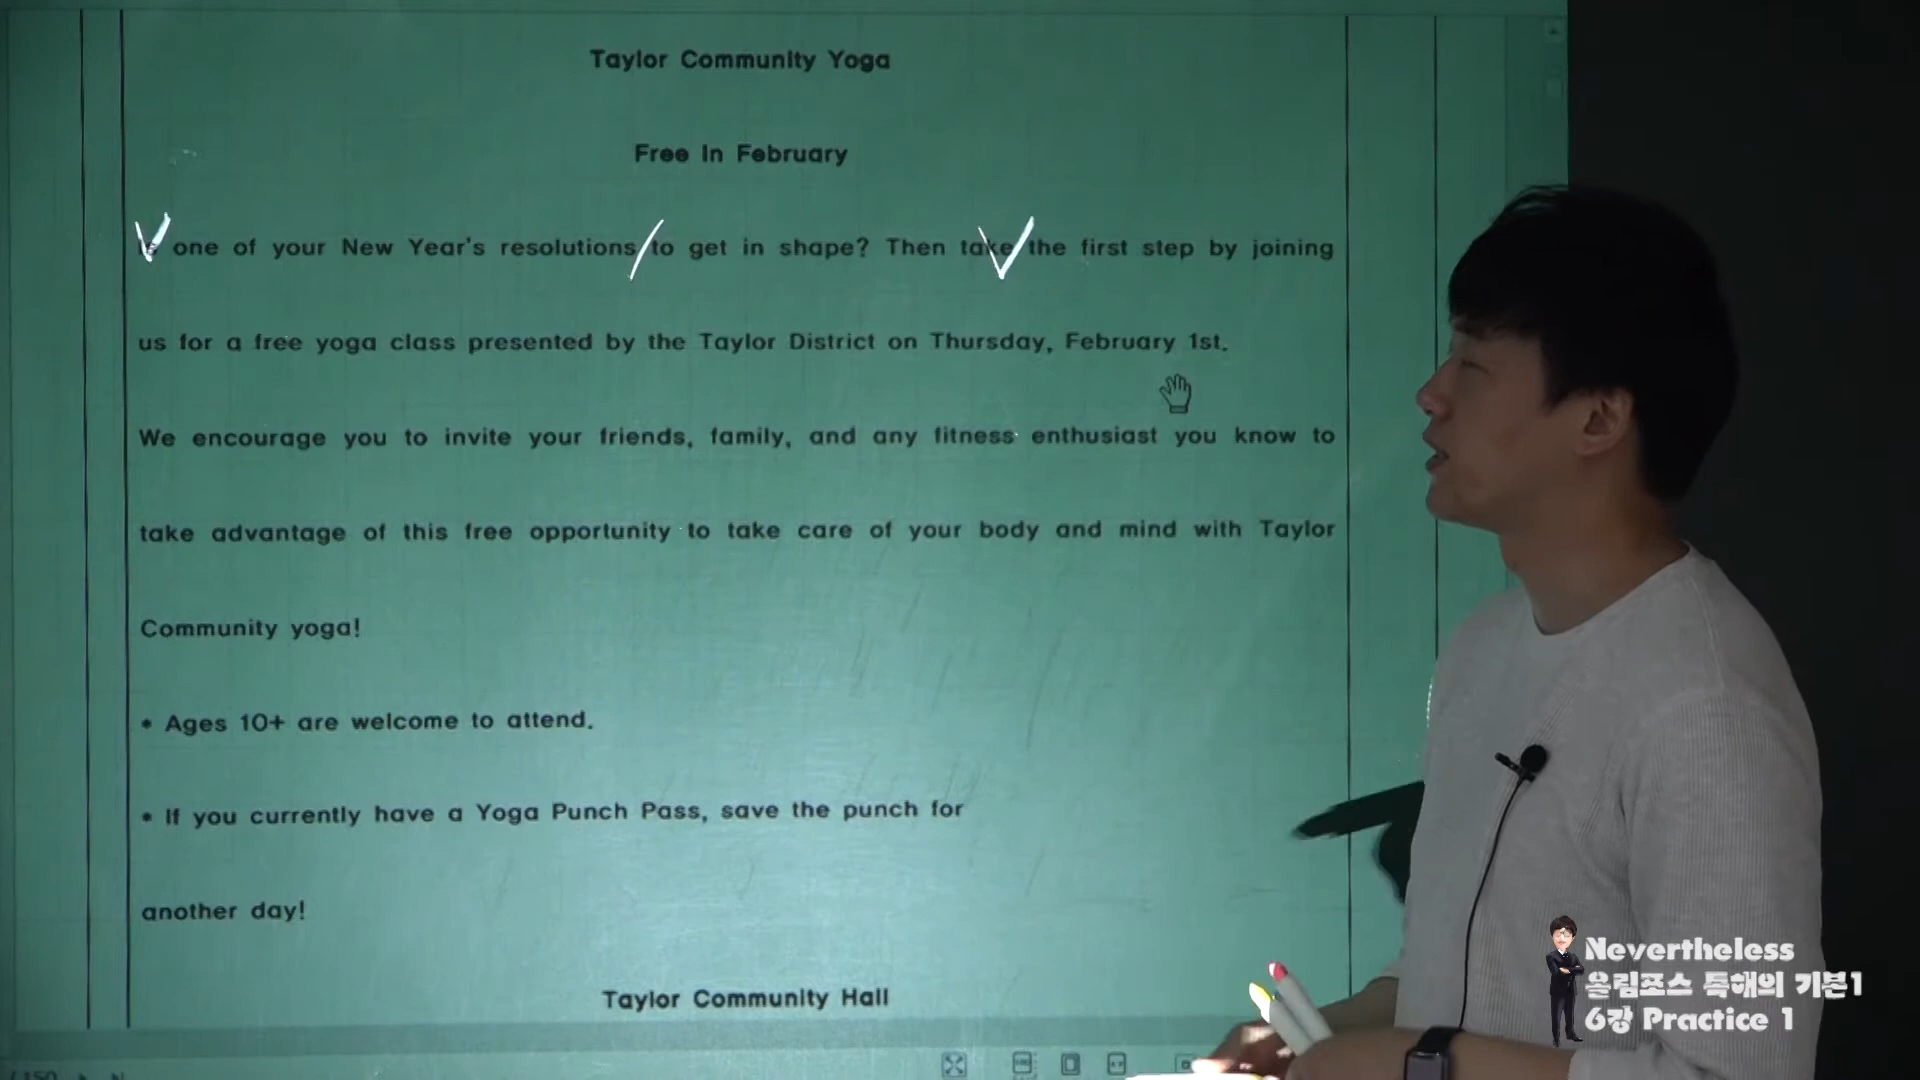 Taylor Community Yoga
Free In February
Is one of your New Year's resolutions to get in shape? Then take the first step by joining
us for a free yoga class presented by the Taylor District on Thursday, February 1st.
We encourage you to invite your friends, family, and any fitness enthusiast you know to
take advantage of this free opportunity to take care of your body and mind with Taylor
Community yoga!
• Ages 10+ are welcome to attend.
• If you currently have a Yoga Punch Pass, save the punch for
another day!
Taylor Community Hall
Nevertheless
올림포스 독해의 기본1
6강 Practice 1